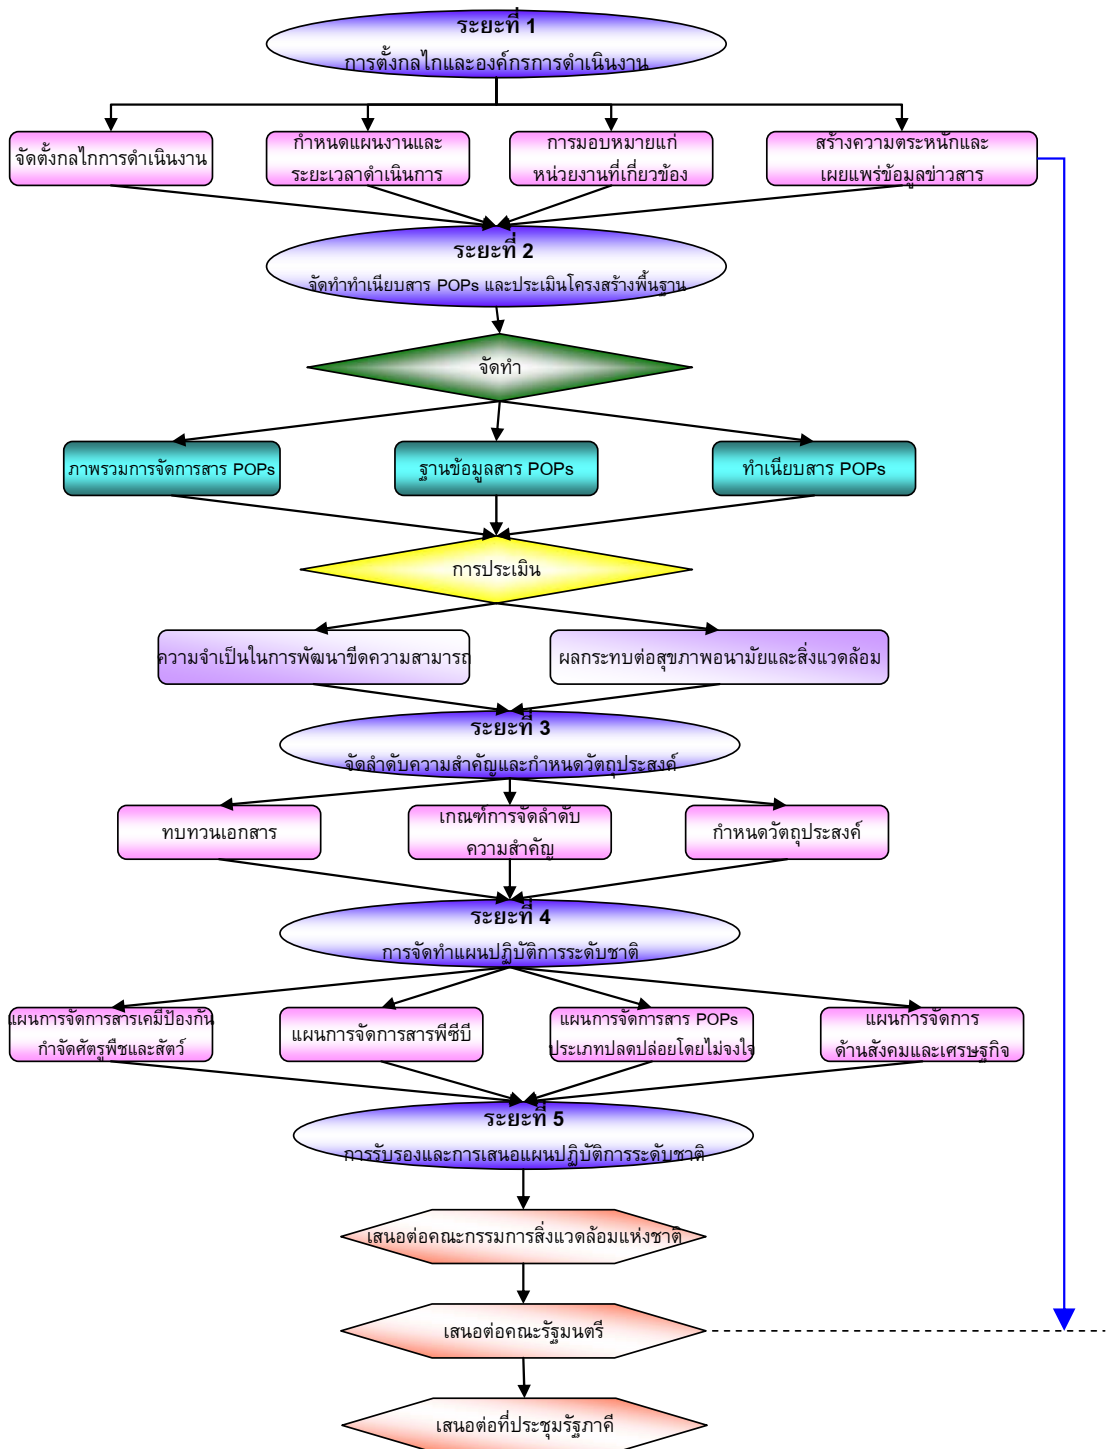 ระยะที่ 1
การตั้งกลไกและองค์กรการดำเนินงาน
จัดตั้งกลไกการดำเนินงาน
กำหนดแผนงานและ
ระยะเวลาดำเนินการ
การมอบหมายแก่
หน่วยงานที่เกี่ยวข้อง
สร้างความตระหนักและ
เผยแพร่ข้อมูลข่าวสาร
ระยะที่ 2
จัดทำทำเนียบสาร POPs และประเมินโครงสร้างพื้นฐาน
จัดทำ
ภาพรวมการจัดการสาร POPs
ฐานข้อมูลสาร POPs
ทำเนียบสาร POPs
การประเมิน
ความจำเป็นในการพัฒนาขีดความสามารถ
ผลกระทบต่อสุขภาพอนามัยและสิ่งแวดล้อม
ระยะที่ 3
จัดลำดับความสำคัญและกำหนดวัตถุประสงค์
ทบทวนเอกสาร
เกณฑ์การจัดลำดับ
ความสำคัญ
กำหนดวัตถุประสงค์
ระยะที่ 4
การจัดทำแผนปฏิบัติการระดับชาติ
แผนการจัดการสารเคมีป้องกัน
กำจัดศัตรูพืชและสัตว์
แผนการจัดการสารพีซีบี
แผนการจัดการสาร POPs
ประเภทปลดปล่อยโดยไม่จงใจ
แผนการจัดการ
ด้านสังคมและเศรษฐกิจ
ระยะที่ 5
การรับรองและการเสนอแผนปฏิบัติการระดับชาติ
เสนอต่อคณะกรรมการสิ่งแวดล้อมแห่งชาติ
เสนอต่อคณะรัฐมนตรี
เสนอต่อที่ประชุมรัฐภาคี